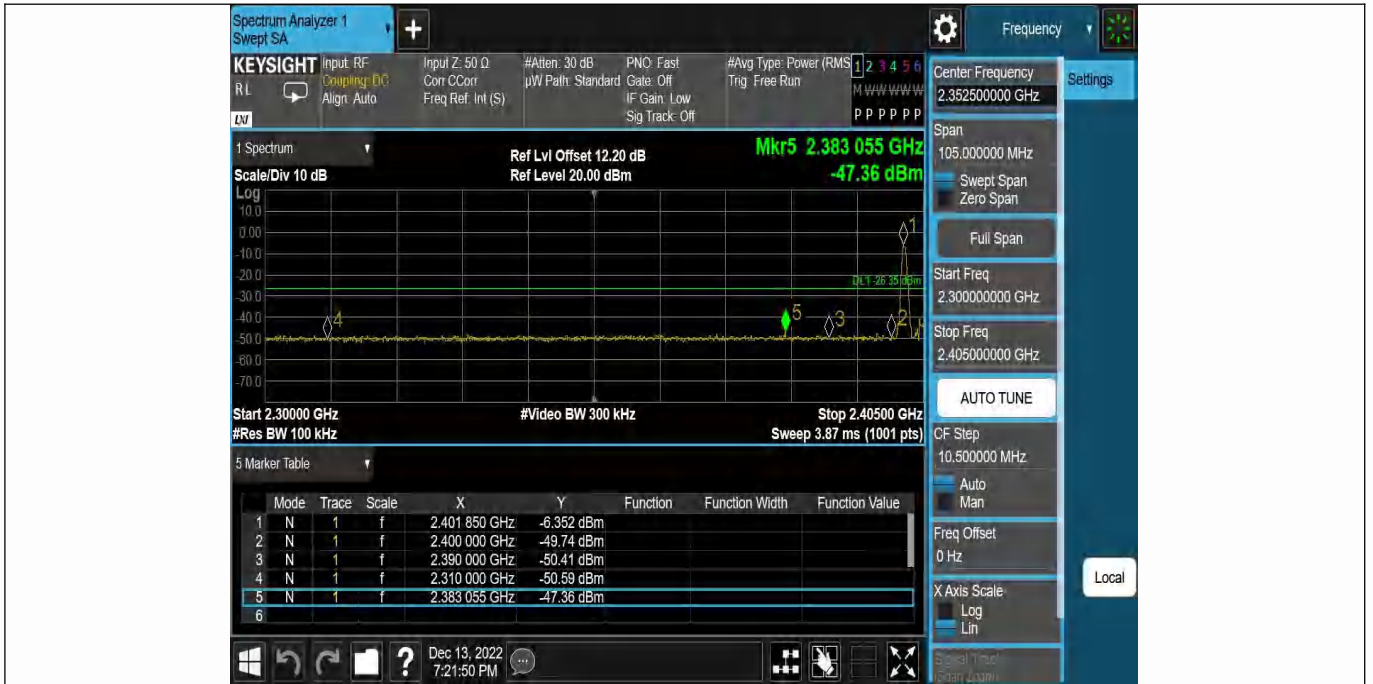 Spectrum Analyzer 1
Swept SA
+
Frequency
KEYSIGHT
RL
LXI
Input: RF
Coupling: DC
Align: Auto
Input Z: 50 Ω
Corr CCorr
Freq Ref: Int (S)
#Atten: 30 dB
µW Path: Standard
PNO: Fast
Gate: Off
IF Gain: Low
Sig Track: Off
#Avg Type: Power (RMS
Trig: Free Run
1 2 3 4 5 6
M W W W W W
P P P P P P
1 Spectrum
Scale/Div 10 dB
Ref Lvl Offset 12.20 dB
Ref Level 20.00 dBm
Mkr5 2.383 055 GHz
-47.36 dBm
Log
10.0
0.00
-10.0
-20.0
-30.0
-40.0
-50.0
-60.0
-70.0
1
DL1 -26.35 dBm
4
5
3
2
Start 2.30000 GHz
#Res BW 100 kHz
#Video BW 300 kHz
Stop 2.40500 GHz
Sweep 3.87 ms (1001 pts)
5 Marker Table
Mode Trace Scale X Y Function Function Width Function Value
1 N 1 f 2.401 850 GHz -6.352 dBm
2 N 1 f 2.400 000 GHz -49.74 dBm
3 N 1 f 2.390 000 GHz -50.41 dBm
4 N 1 f 2.310 000 GHz -50.59 dBm
5 N 1 f 2.383 055 GHz -47.36 dBm
6
Dec 13, 2022
7:21:50 PM
?
Center Frequency
2.352500000 GHz
Settings
Span
105.000000 MHz
Swept Span
Zero Span
Full Span
Start Freq
2.300000000 GHz
Stop Freq
2.405000000 GHz
AUTO TUNE
CF Step
10.500000 MHz
Auto
Man
Freq Offset
0 Hz
X Axis Scale
Log
Lin
Local
Signal Track
(Span Zoom)